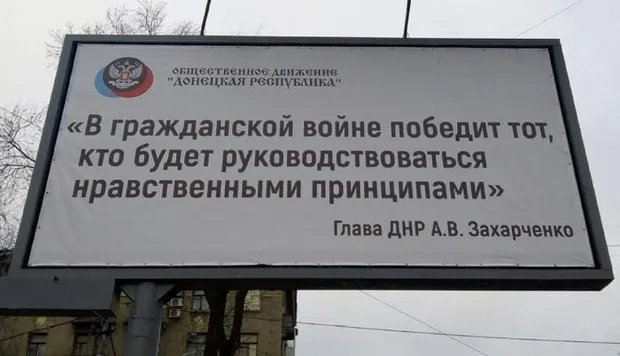 ОБЩЕСТВЕННОЕ ДВИЖЕНИЕ
"ДОНЕЦКАЯ РЕСПУБЛИКА"
«В гражданской войне победит тот,
кто будет руководствоваться
нравственными принципами»
Глава ДНР А.В. Захарченко